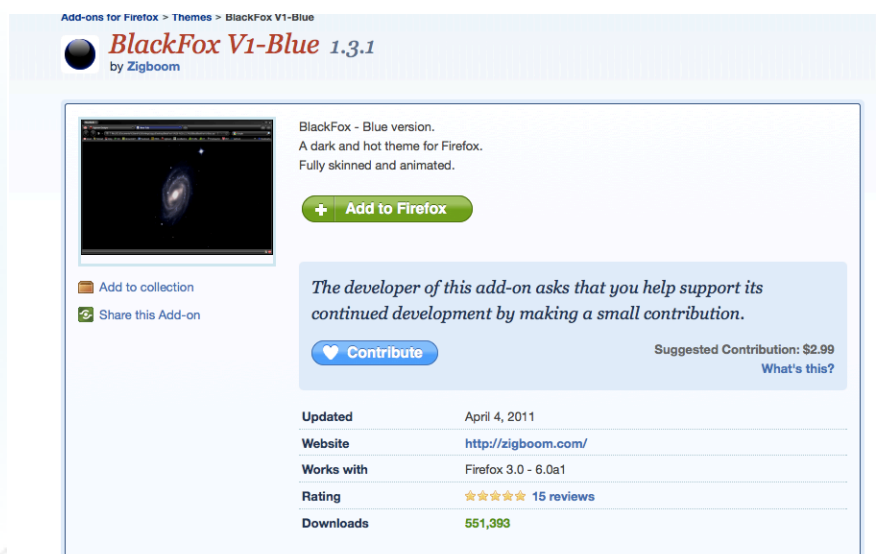 Add-ons for Firefox > Themes > BlackFox V1-Blue
BlackFox V1-Blue 1.3.1
by Zigboom
BlackFox - Blue version.
A dark and hot theme for Firefox.
Fully skinned and animated.
Add to Firefox
Add to collection
Share this Add-on
The developer of this add-on asks that you help support its
continued development by making a small contribution.
Contribute
Suggested Contribution: $2.99
What's this?
Updated April 4, 2011
Website http://zigboom.com/
Works with Firefox 3.0 - 6.0a1
Rating 15 reviews
Downloads 551,393